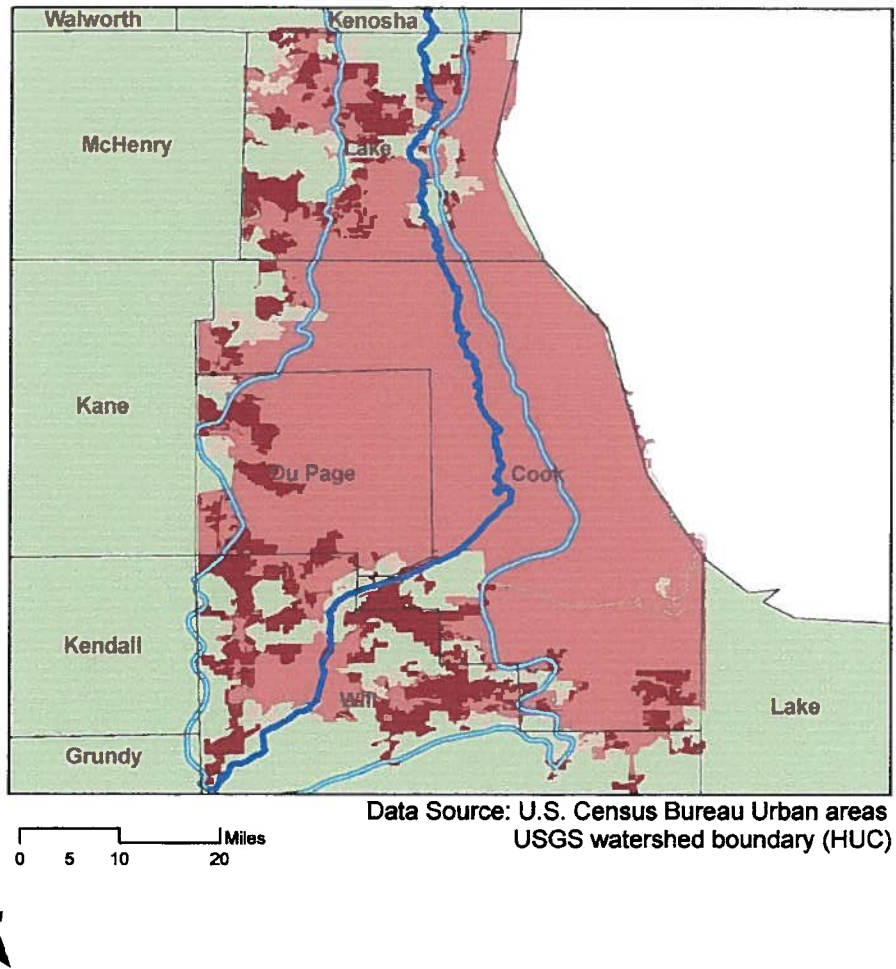 Walworth
Kenosha
McHenry
Lake
Kane
Du Page
Cook
Kendall
Will
Lake
Grundy
Data Source: U.S. Census Bureau Urban areas
USGS watershed boundary (HUC)
Miles
0 5 10 20